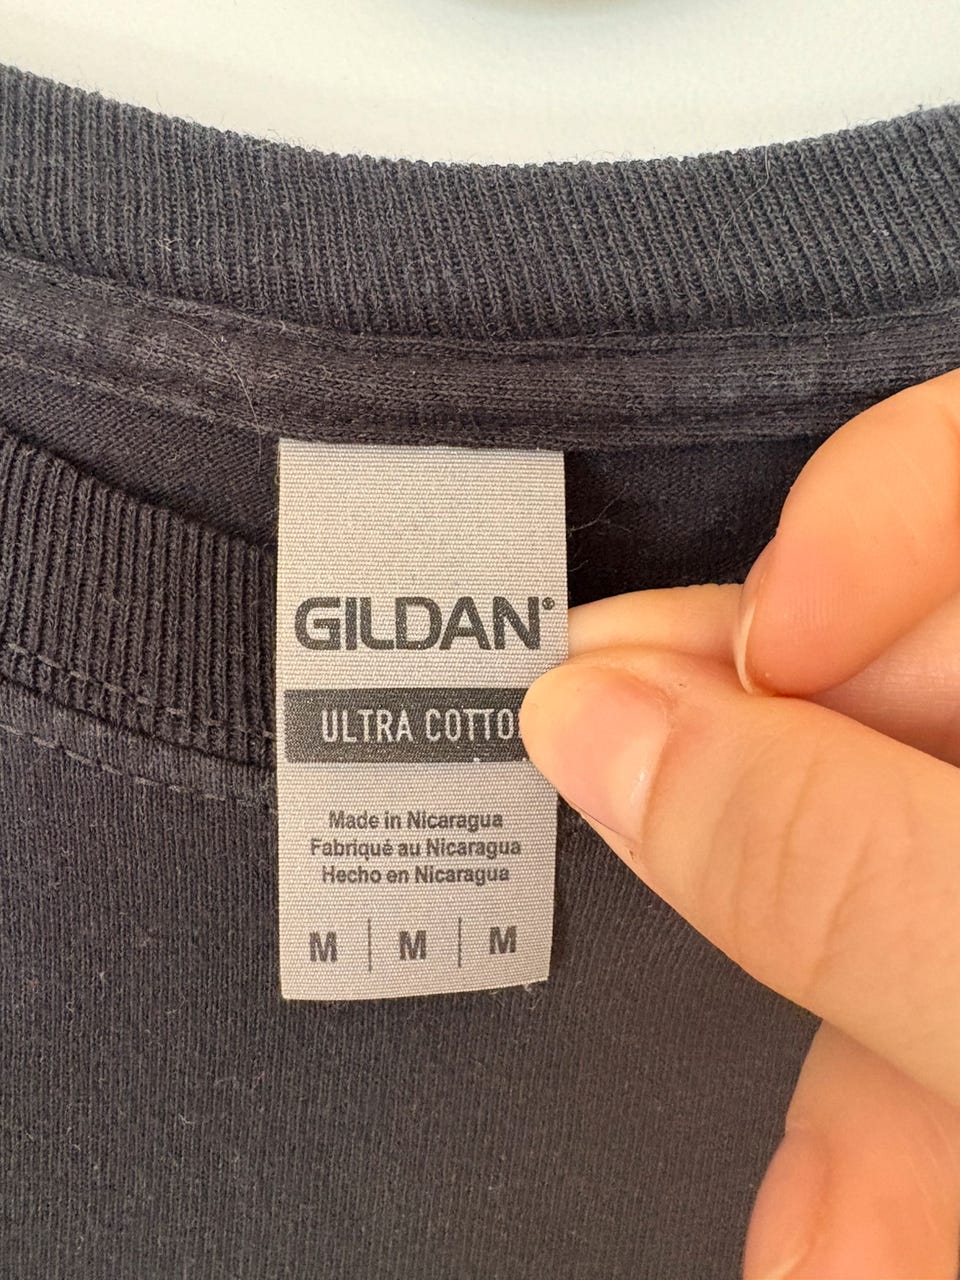 GILDAN®
ULTRA COTTO
Made in Nicaragua
Fabriqué au Nicaragua
Hecho en Nicaragua
M | M | M